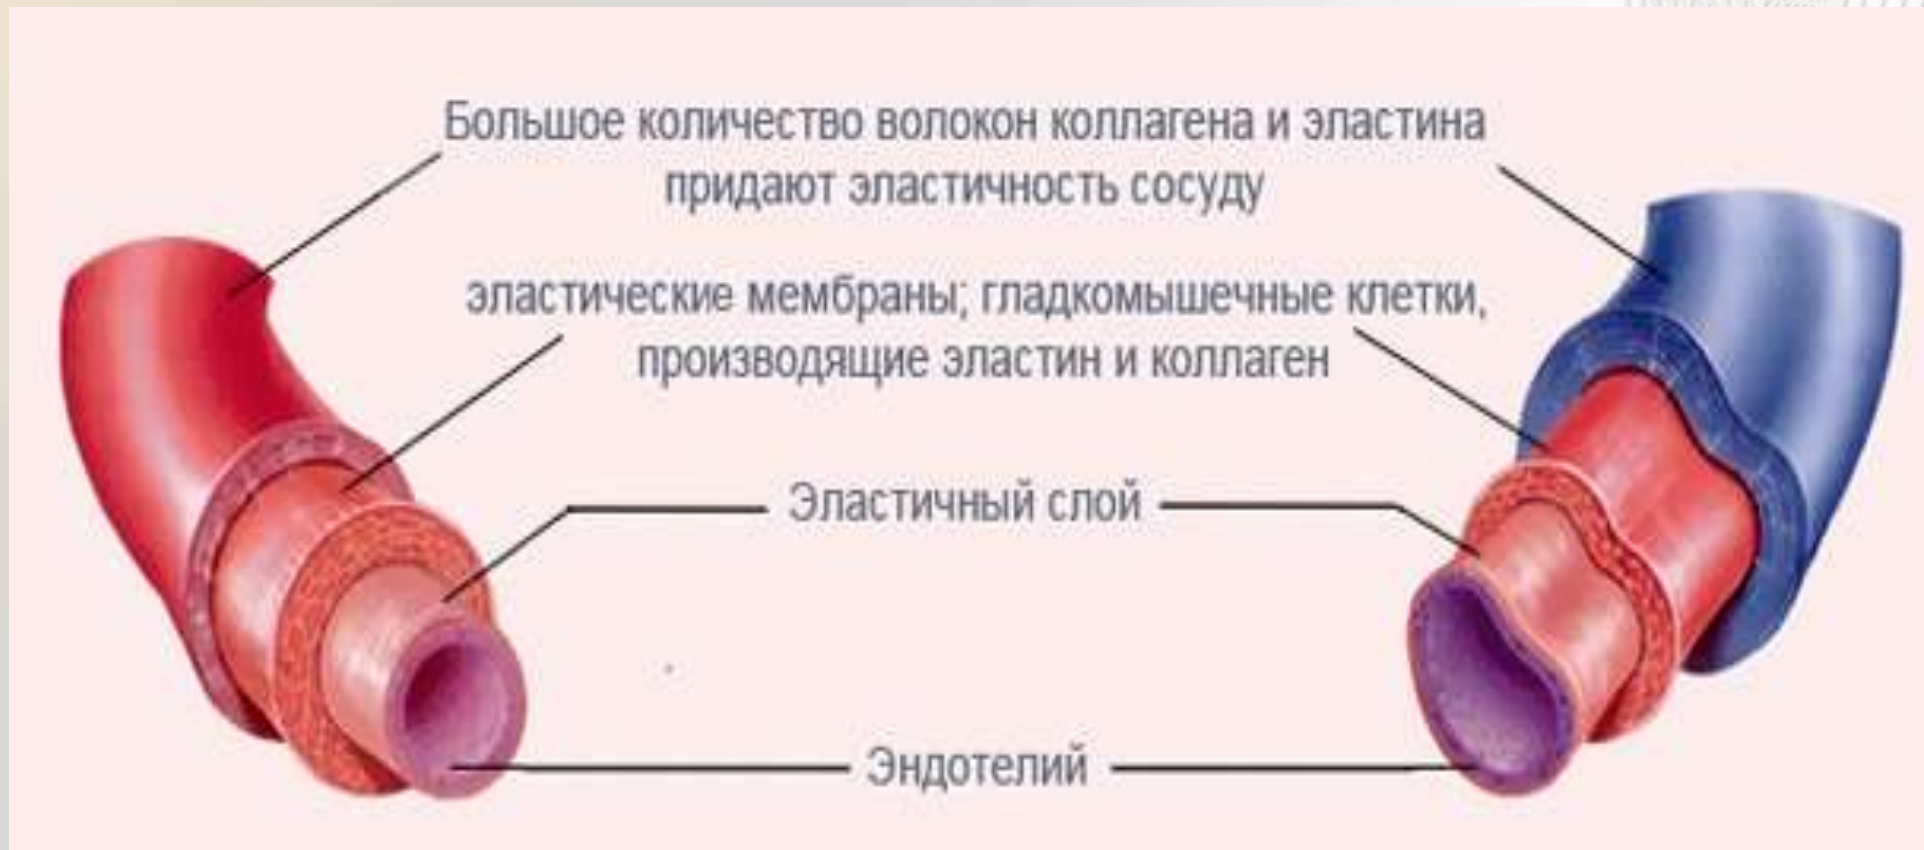 Большое количество волокон коллагена и эластина
придают эластичность сосуду
эластические мембраны; гладкомышечные клетки,
производящие эластин и коллаген
Эластичный слой
Эндотелий